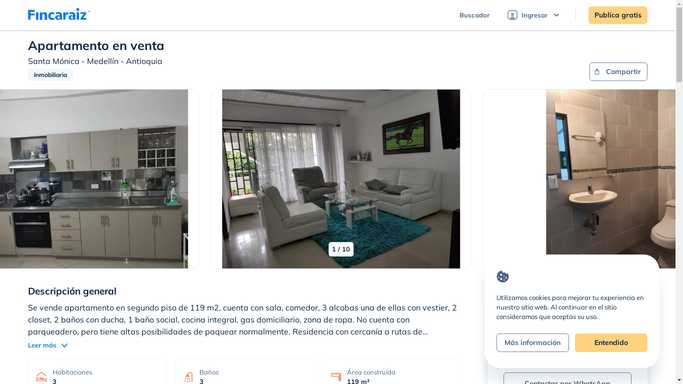 Fincaraiz
Buscador
Ingresar
Publica gratis
Apartamento en venta
Santa Mónica - Medellín - Antioquia
Inmobiliaria
Compartir
1 / 10
Descripción general
Se vende apartamento en segundo piso de 119 m2, cuenta con sala, comedor, 3 alcobas una de ellas con vestier, 2
closet, 2 baños con ducha, 1 baño social, cocina integral, gas domiciliario, zona de ropa. No cuenta con
parqueadero, pero tiene altas posibilidades de paquear normalmente. Residencia con cercanía a rutas de...
Leer más
Habitaciones
3
Baños
3
Área construida
119 m²
Utilizamos cookies para mejorar tu experiencia en
nuestro sitio web. Al continuar en el sitio
consideramos que aceptas su uso.
Más información
Entendido
Contactar por WhatsApp